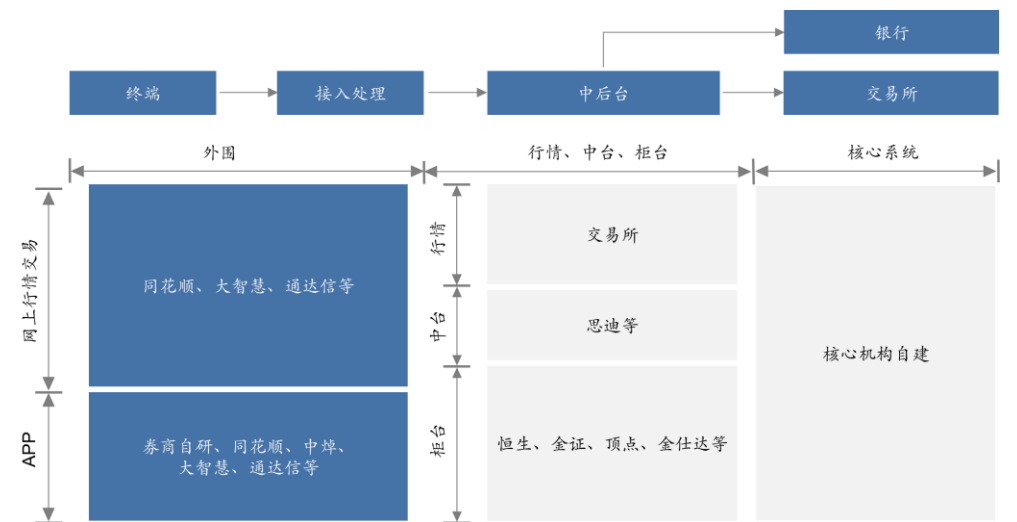 银行
终端
接入处理
中后台
交易所
外围
行情、中台、柜台
核心系统
网上行情交易
同花顺、大智慧、通达信等
行情
交易所
中台
思迪等
核心机构自建
APP
券商自研、同花顺、中焯、
大智慧、通达信等
柜台
恒生、金证、顶点、金仕达等